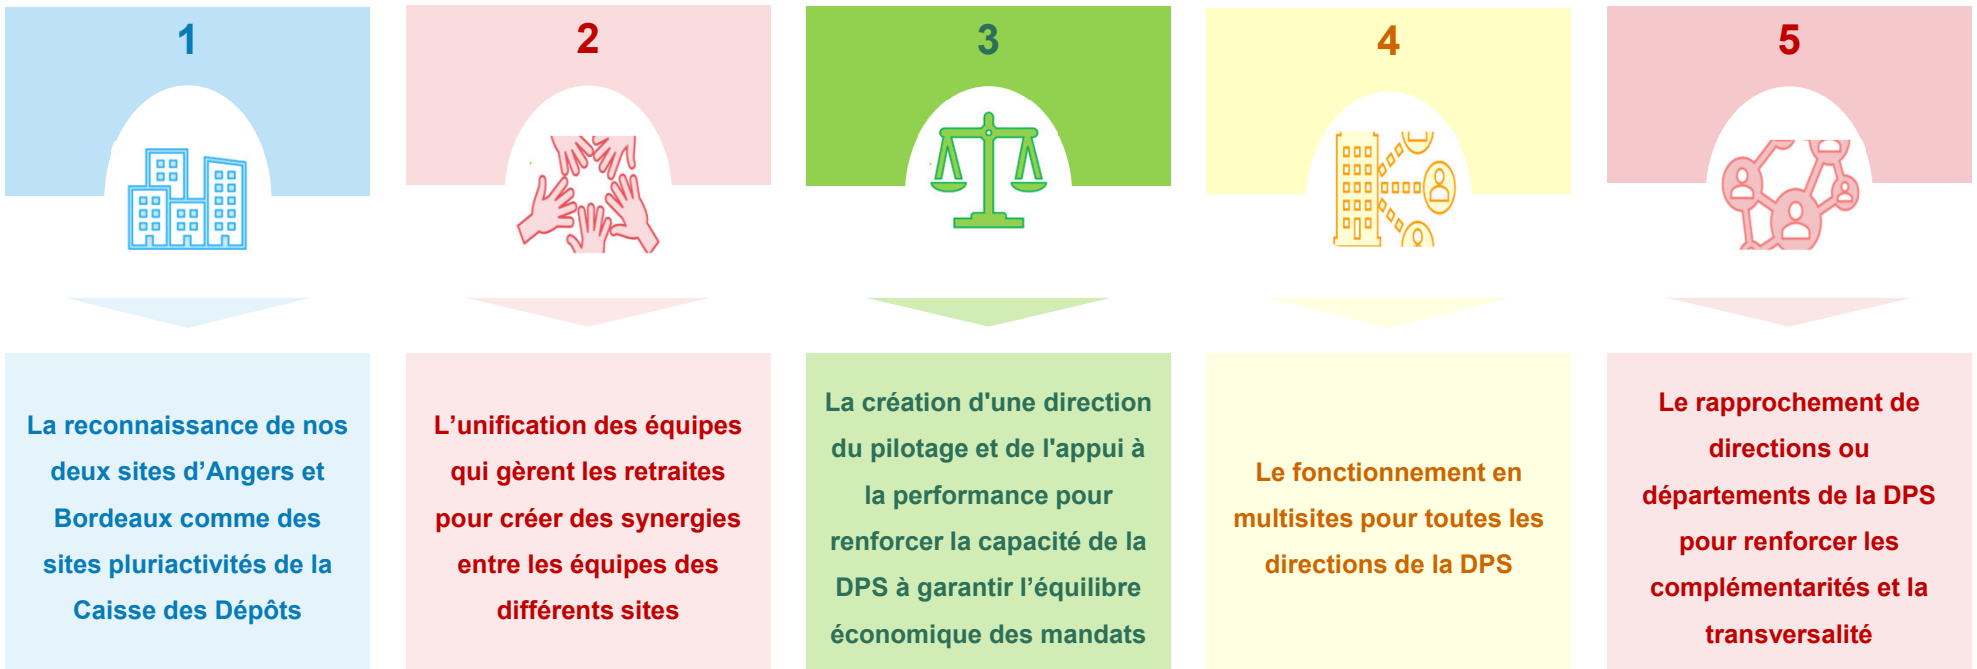 1
La reconnaissance de nos
deux sites d’Angers et
Bordeaux comme des
sites pluriactivités de la
Caisse des Dépôts
2
L’unification des équipes
qui gèrent les retraites
pour créer des synergies
entre les équipes des
différents sites
3
La création d'une direction
du pilotage et de l'appui à
la performance pour
renforcer la capacité de la
DPS à garantir l’équilibre
économique des mandats
4
Le fonctionnement en
multisites pour toutes les
directions de la DPS
5
Le rapprochement de
directions ou
départements de la DPS
pour renforcer les
complémentarités et la
transversalité